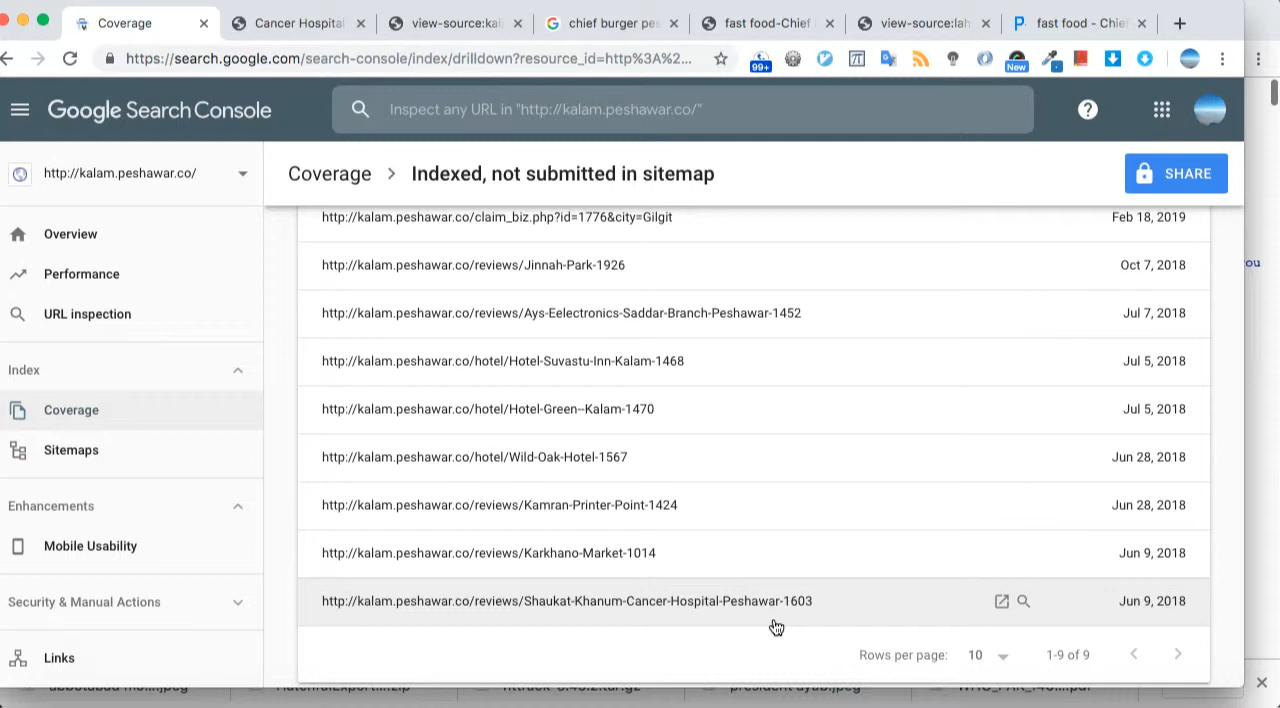 Coverage
Cancer Hospital
view-source:kal
chief burger pes
fast food-Chief
view-source:lah
fast food - Chie
https://search.google.com/search-console/index/drilldown?resource_id=http%3A%2...
99+
New
Google Search Console
Inspect any URL in "http://kalam.peshawar.co/"
http://kalam.peshawar.co/
Coverage > Indexed, not submitted in sitemap
SHARE
Overview
Performance
URL inspection
Index
Coverage
Sitemaps
Enhancements
Mobile Usability
Security & Manual Actions
Links
http://kalam.peshawar.co/claim_biz.php?id=1776&city=Gilgit Feb 18, 2019
http://kalam.peshawar.co/reviews/Jinnah-Park-1926 Oct 7, 2018
http://kalam.peshawar.co/reviews/Ays-Eelectronics-Saddar-Branch-Peshawar-1452 Jul 7, 2018
http://kalam.peshawar.co/hotel/Hotel-Suvastu-Inn-Kalam-1468 Jul 5, 2018
http://kalam.peshawar.co/hotel/Hotel-Green--Kalam-1470 Jul 5, 2018
http://kalam.peshawar.co/hotel/Wild-Oak-Hotel-1567 Jun 28, 2018
http://kalam.peshawar.co/reviews/Kamran-Printer-Point-1424 Jun 28, 2018
http://kalam.peshawar.co/reviews/Karkhano-Market-1014 Jun 9, 2018
http://kalam.peshawar.co/reviews/Shaukat-Khanum-Cancer-Hospital-Peshawar-1603 Jun 9, 2018
Rows per page: 10 1-9 of 9
ou